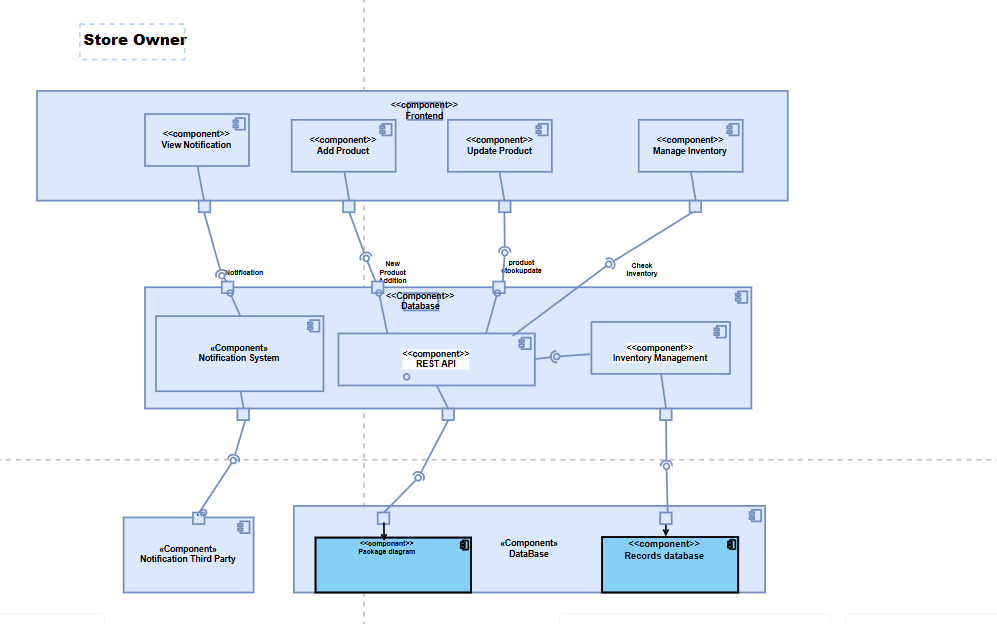 Store Owner
<<component>>
Frontend
<<component>>
View Notification
<<component>>
Add Product
<<component>>
Update Product
<<component>>
Manage Inventory
Notification
New
Product
Addition
product
stookupdate
Check
Inventory
<<Component>>
Database
«Component»
Notification System
<<component>>
REST API
<<component>>
Inventory Management
«Component»
Notification Third Party
<<component>>
Package diagram
«Component»
DataBase
<<component>>
Records database